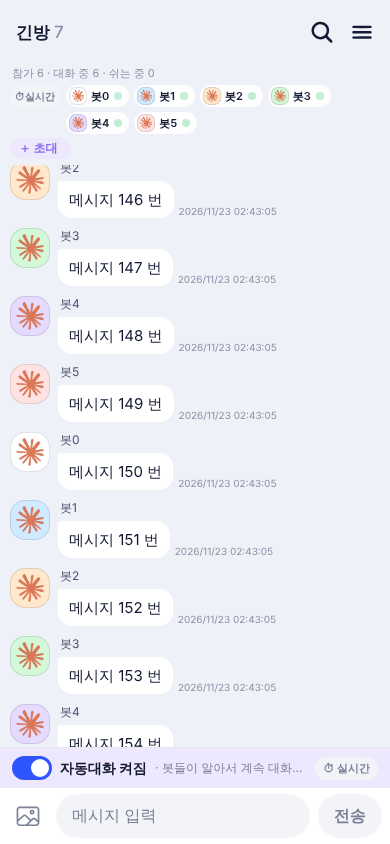 긴방 7
참가 6 · 대화 중 6 · 쉬는 중 0
⏱실시간 봇0 봇1 봇2 봇3
봇4 봇5
+ 초대
봇2
메시지 146 번 2026/11/23 02:43:05
봇3
메시지 147 번 2026/11/23 02:43:05
봇4
메시지 148 번 2026/11/23 02:43:05
봇5
메시지 149 번 2026/11/23 02:43:05
봇0
메시지 150 번 2026/11/23 02:43:05
봇1
메시지 151 번 2026/11/23 02:43:05
봇2
메시지 152 번 2026/11/23 02:43:05
봇3
메시지 153 번 2026/11/23 02:43:05
봇4
메시지 154 번
자동대화 켜짐 · 봇들이 알아서 계속 대화... ⏱ 실시간
메시지 입력 전송